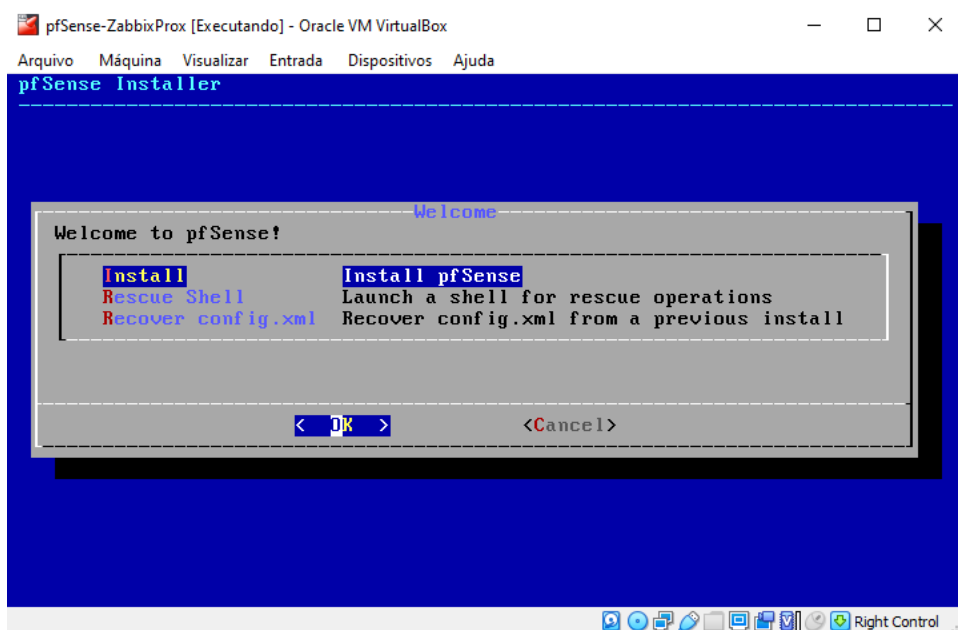 pfSense-ZabbixProx [Executando] - Oracle VM VirtualBox
Arquivo Máquina Visualizar Entrada Dispositivos Ajuda
pfSense Installer
Welcome
Welcome to pfSense!
Install Install pfSense
Rescue Shell Launch a shell for rescue operations
Recover config.xml Recover config.xml from a previous install
< OK > <Cancel>
Right Control